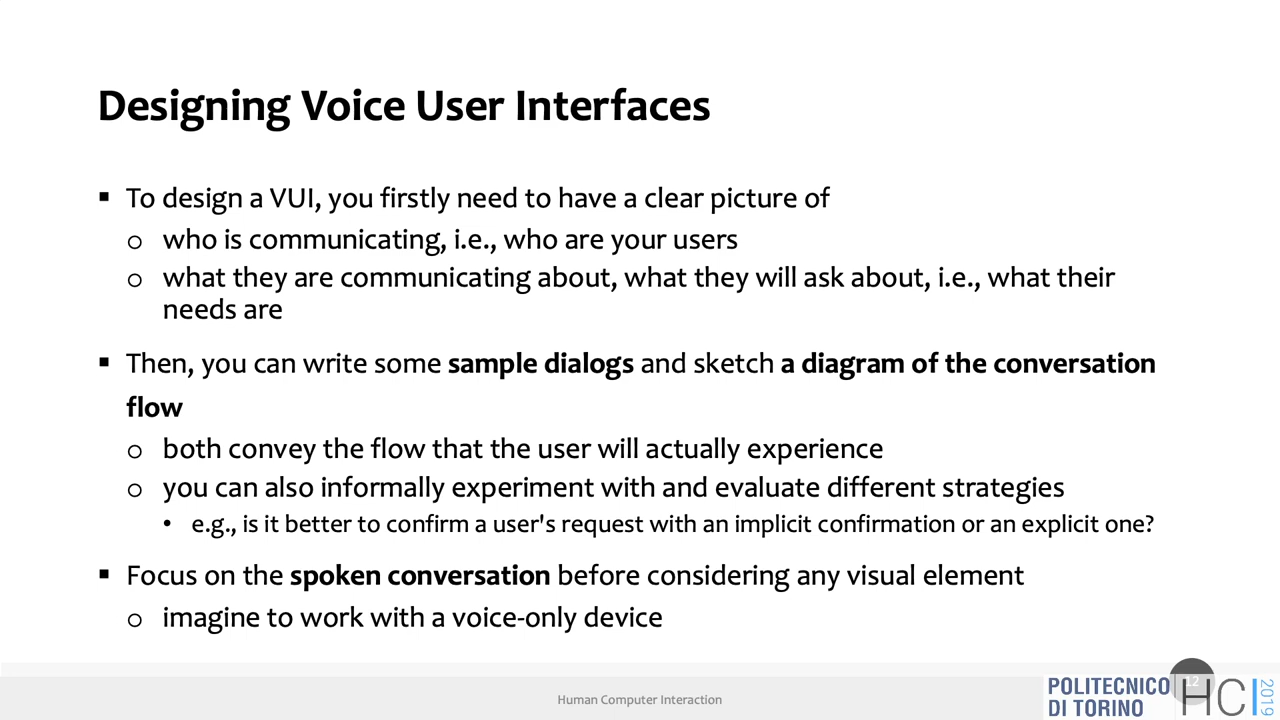 Designing Voice User Interfaces
▪ To design a VUI, you firstly need to have a clear picture of
o who is communicating, i.e., who are your users
o what they are communicating about, what they will ask about, i.e., what their
needs are
▪ Then, you can write some sample dialogs and sketch a diagram of the conversation
flow
o both convey the flow that the user will actually experience
o you can also informally experiment with and evaluate different strategies
• e.g., is it better to confirm a user's request with an implicit confirmation or an explicit one?
▪ Focus on the spoken conversation before considering any visual element
o imagine to work with a voice-only device
Human Computer Interaction
POLITECNICO
DI TORINO
12
HCI 2019